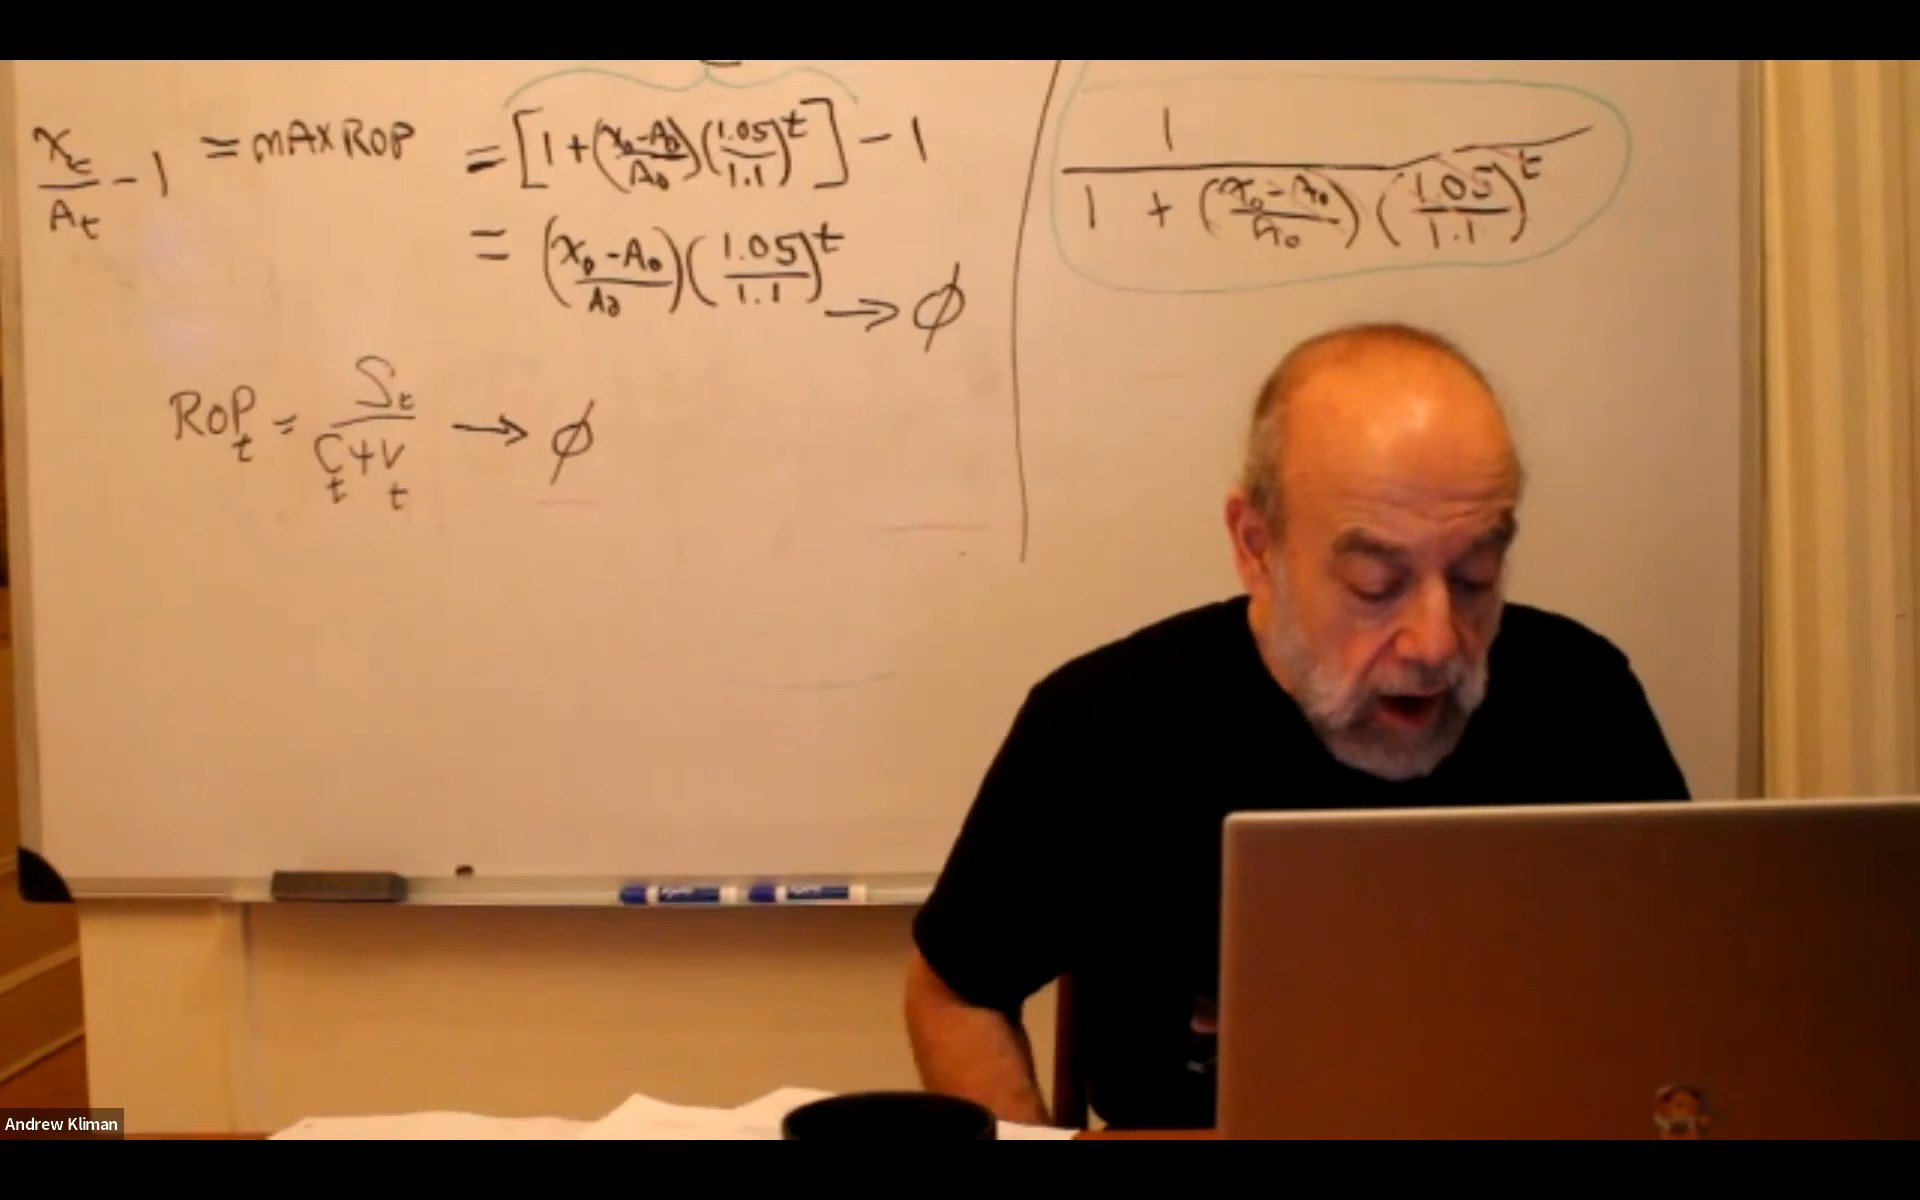 x_t/A_t - 1 = MAX ROP = [1 + (x_0 - A_0/A_0)(1.05/1.1)^t] - 1
= (x_0 - A_0/A_0)(1.05/1.1)^t → ϕ
ROP_t = S_t/C_t + V_t → ϕ
1
1 + (x_0 - A_0/A_0)(1.05/1.1)^t
Andrew Kliman